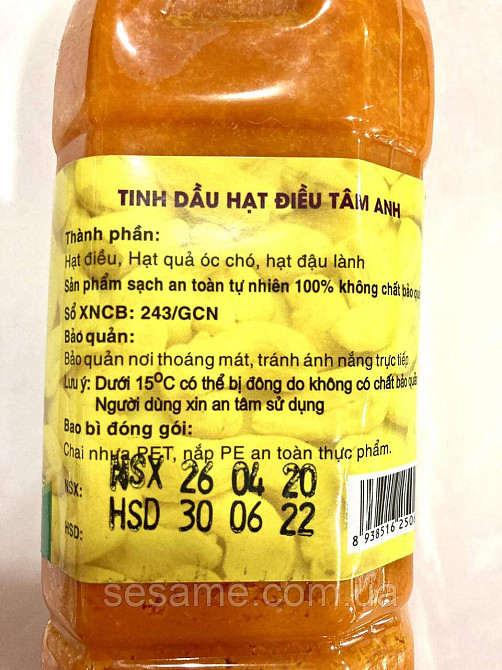 TINH DẦU HẠT ĐIỀU TÂM ANH
Thành phần:
Hạt điều, Hạt quả óc chó, hạt đậu lành
Sản phẩm sạch an toàn tự nhiên 100% không chất bảo
Số XNCB: 243/GCN
Bảo quản:
Bảo quản nơi thoáng mát, tránh ánh nắng trực tiếp
Lưu ý: Dưới 15°C có thể bị đông do không có chất bảo
Người dùng xin an tâm sử dụng
Bao bì đóng gói:
Chai nhựa PET, nắp PE an toàn thực phẩm.
NSX: NSX 26 04 20
HSD: HSD 30 06 22
8 938516 2506
sesame.com.ua